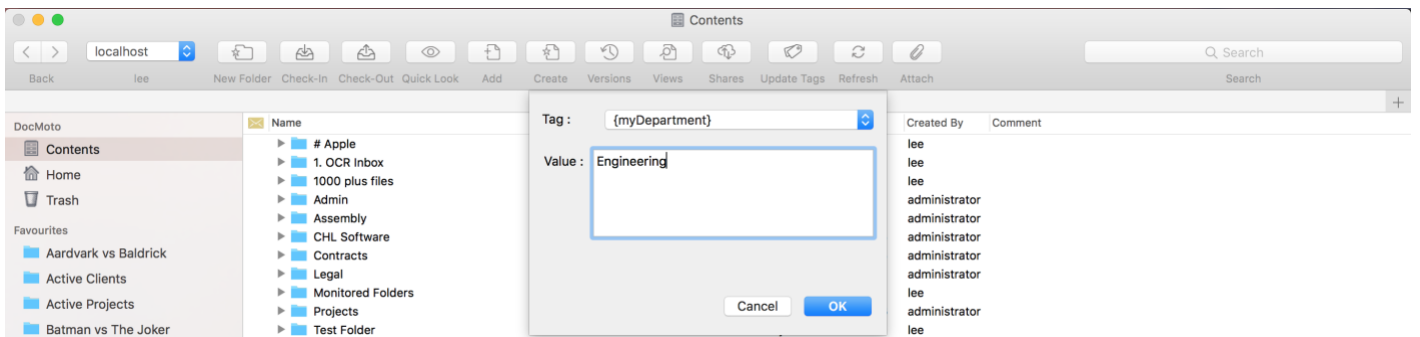 Contents
localhost
Search
Back lee New Folder Check-In Check-Out Quick Look Add Create Versions Views Shares Update Tags Refresh Attach Search
DocMoto
Contents
Home
Trash
Favourites
Aardvark vs Baldrick
Active Clients
Active Projects
Batman vs The Joker
Name
# Apple
1. OCR Inbox
1000 plus files
Admin
Assembly
CHL Software
Contracts
Legal
Monitored Folders
Projects
Test Folder
Tag : {myDepartment}
Value : Engineering
Cancel OK
Created By Comment
lee
lee
lee
administrator
administrator
administrator
administrator
administrator
lee
administrator
lee